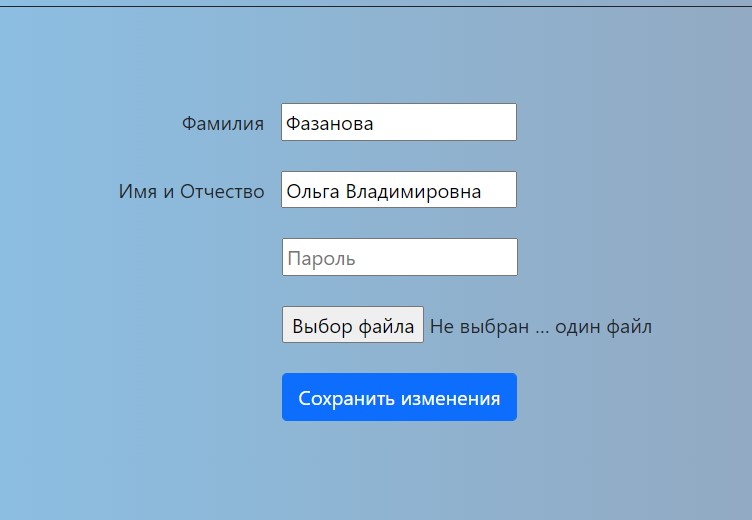 Фамилия Фазанова
Имя и Отчество Ольга Владимировна
Пароль
Выбор файла Не выбран ... один файл
Сохранить изменения